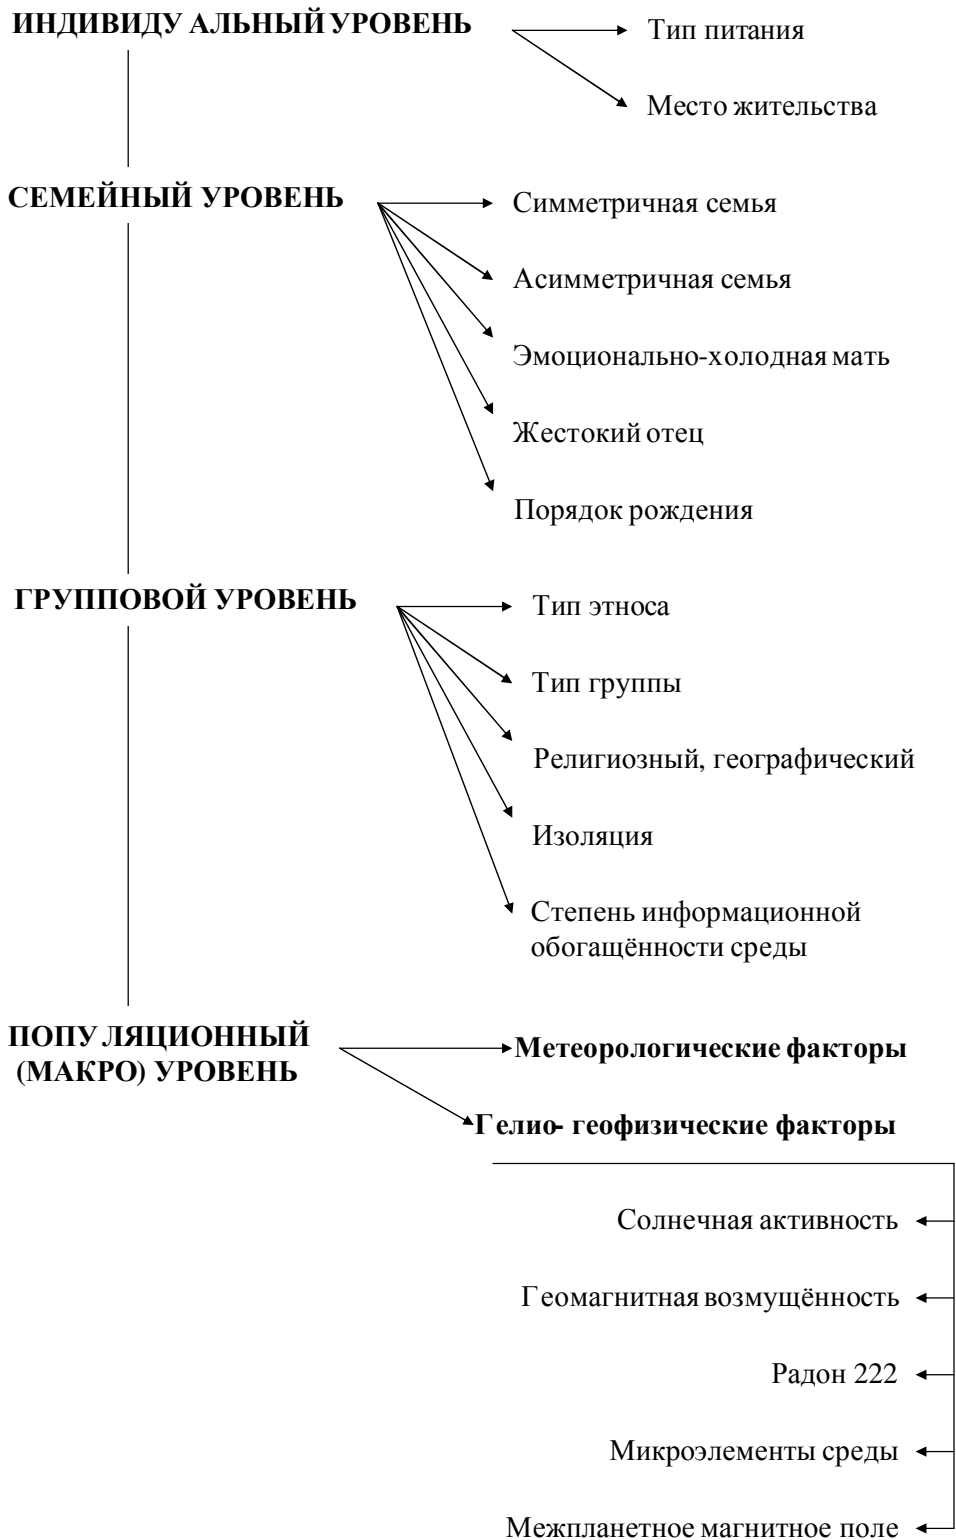 ИНДИВИДУ АЛЬНЫЙ УРОВЕНЬ
Тип питания
Место жительства
СЕМЕЙНЫЙ УРОВЕНЬ
Симметричная семья
Асимметричная семья
Эмоционально-холодная мать
Жестокий отец
Порядок рождения
ГРУППОВОЙ УРОВЕНЬ
Тип этноса
Тип группы
Религиозный, географический
Изоляция
Степень информационной
обогащённости среды
ПОПУ ЛЯЦИОННЫЙ
(МАКРО) УРОВЕНЬ
Метеорологические факторы
Гелио- геофизические факторы
Солнечная активность
Геомагнитная возмущённость
Радон 222
Микроэлементы среды
Межпланетное магнитное поле